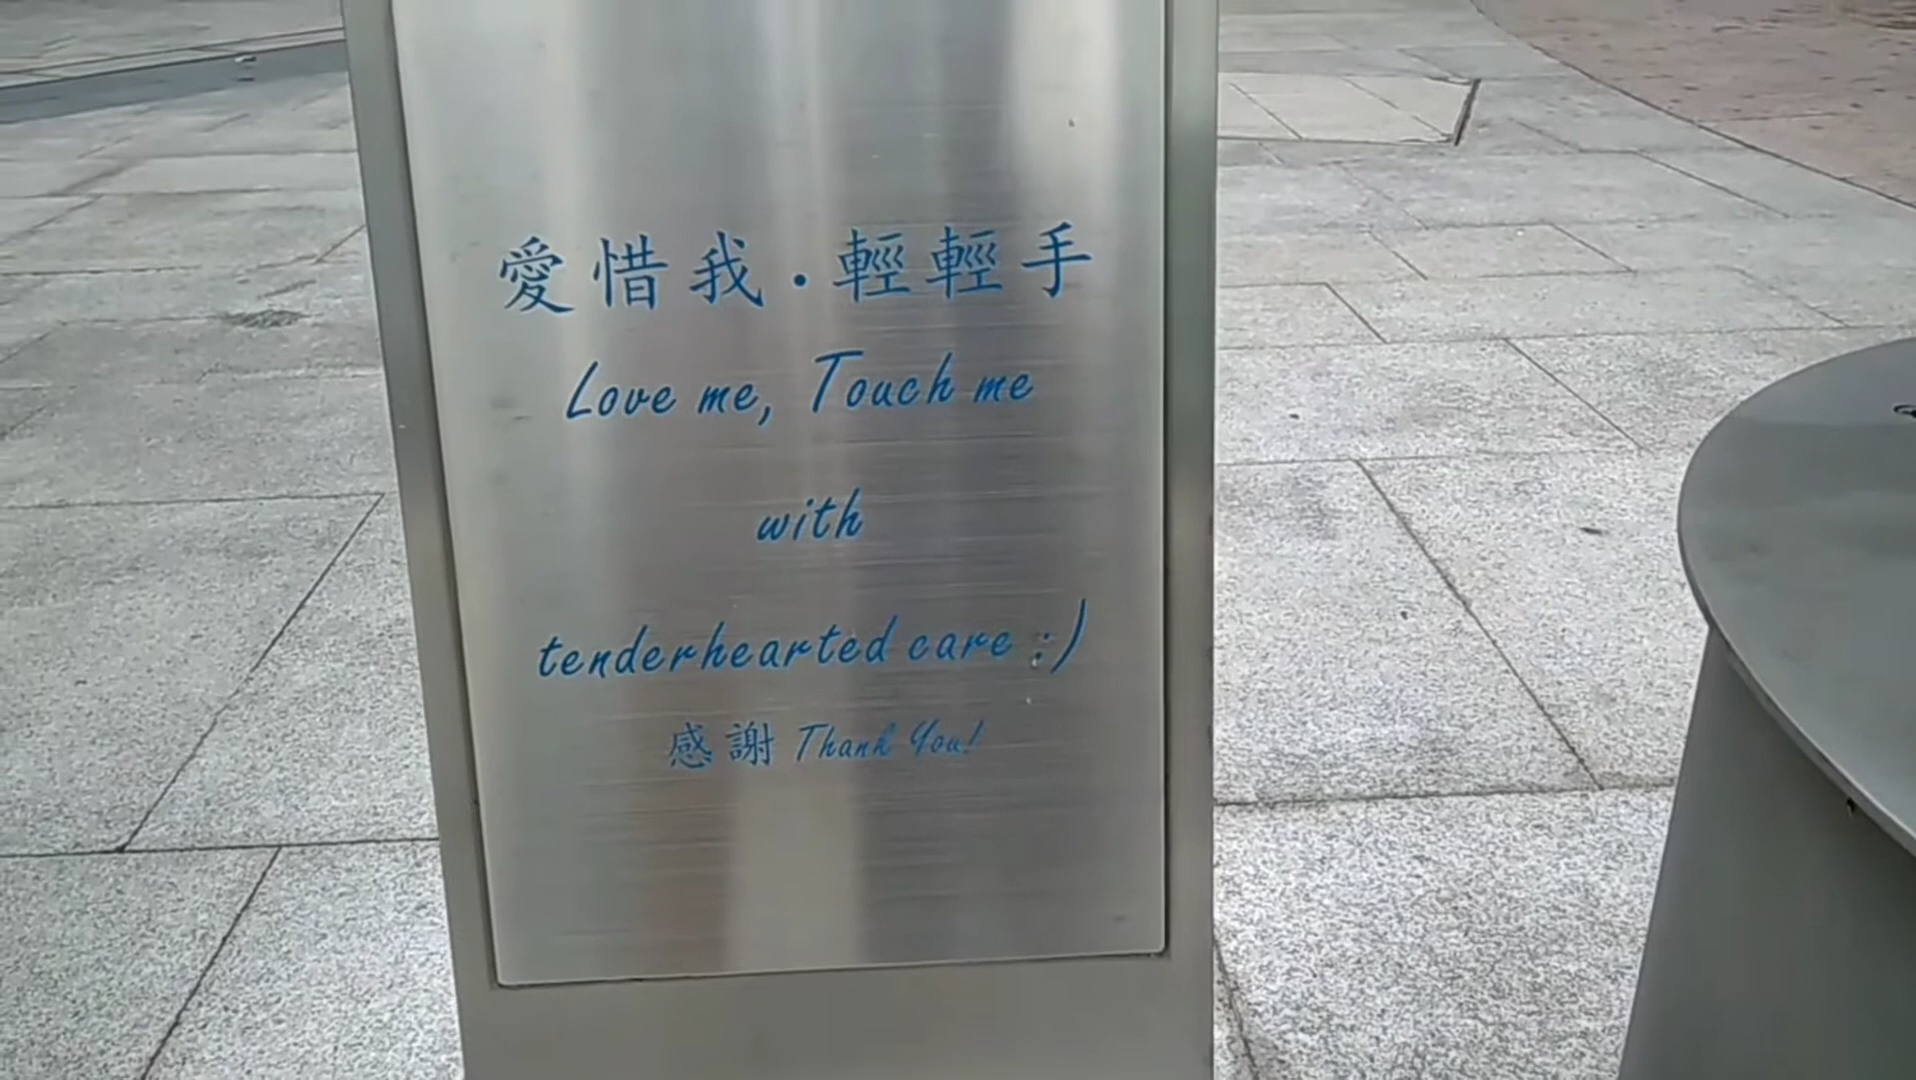 愛惜我・輕輕手
Love me, Touch me
with
tenderhearted care :)
感謝 Thank You!